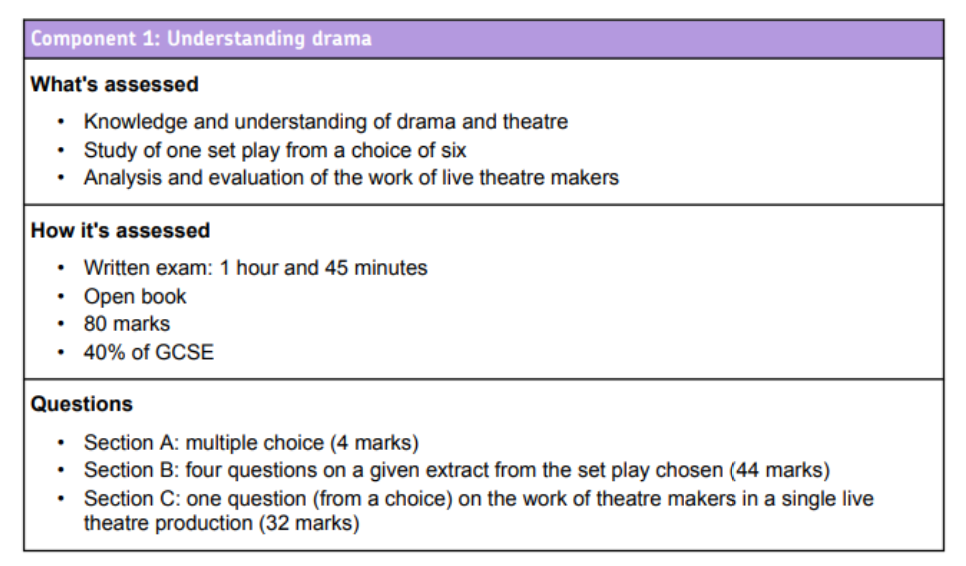 Component 1: Understanding drama
What's assessed
• Knowledge and understanding of drama and theatre
• Study of one set play from a choice of six
• Analysis and evaluation of the work of live theatre makers
How it's assessed
• Written exam: 1 hour and 45 minutes
• Open book
• 80 marks
• 40% of GCSE
Questions
• Section A: multiple choice (4 marks)
• Section B: four questions on a given extract from the set play chosen (44 marks)
• Section C: one question (from a choice) on the work of theatre makers in a single live
theatre production (32 marks)